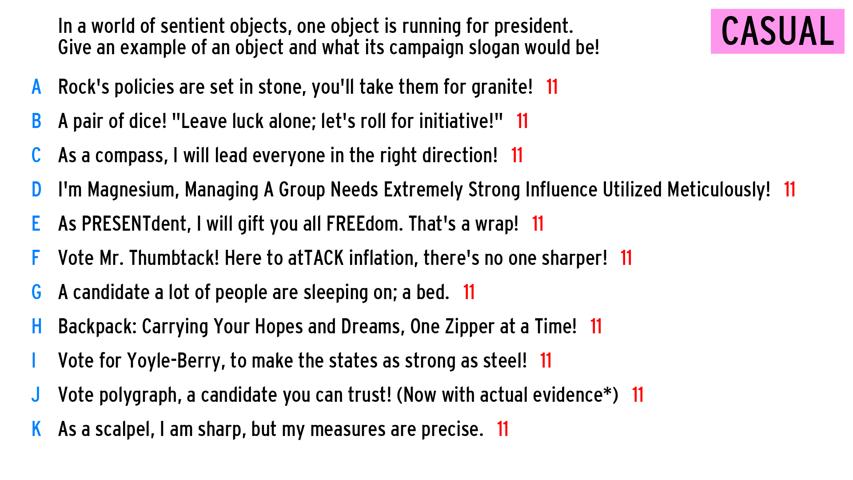 In a world of sentient objects, one object is running for president.
Give an example of an object and what its campaign slogan would be!
CASUAL
A Rock's policies are set in stone, you'll take them for granite! 11
B A pair of dice! "Leave luck alone; let's roll for initiative!" 11
C As a compass, I will lead everyone in the right direction! 11
D I'm Magnesium, Managing A Group Needs Extremely Strong Influence Utilized Meticulously! 11
E As PRESENTdent, I will gift you all FREEdom. That's a wrap! 11
F Vote Mr. Thumbtack! Here to atTACK inflation, there's no one sharper! 11
G A candidate a lot of people are sleeping on; a bed. 11
H Backpack: Carrying Your Hopes and Dreams, One Zipper at a Time! 11
I Vote for Yoyle-Berry, to make the states as strong as steel! 11
J Vote polygraph, a candidate you can trust! (Now with actual evidence*) 11
K As a scalpel, I am sharp, but my measures are precise. 11